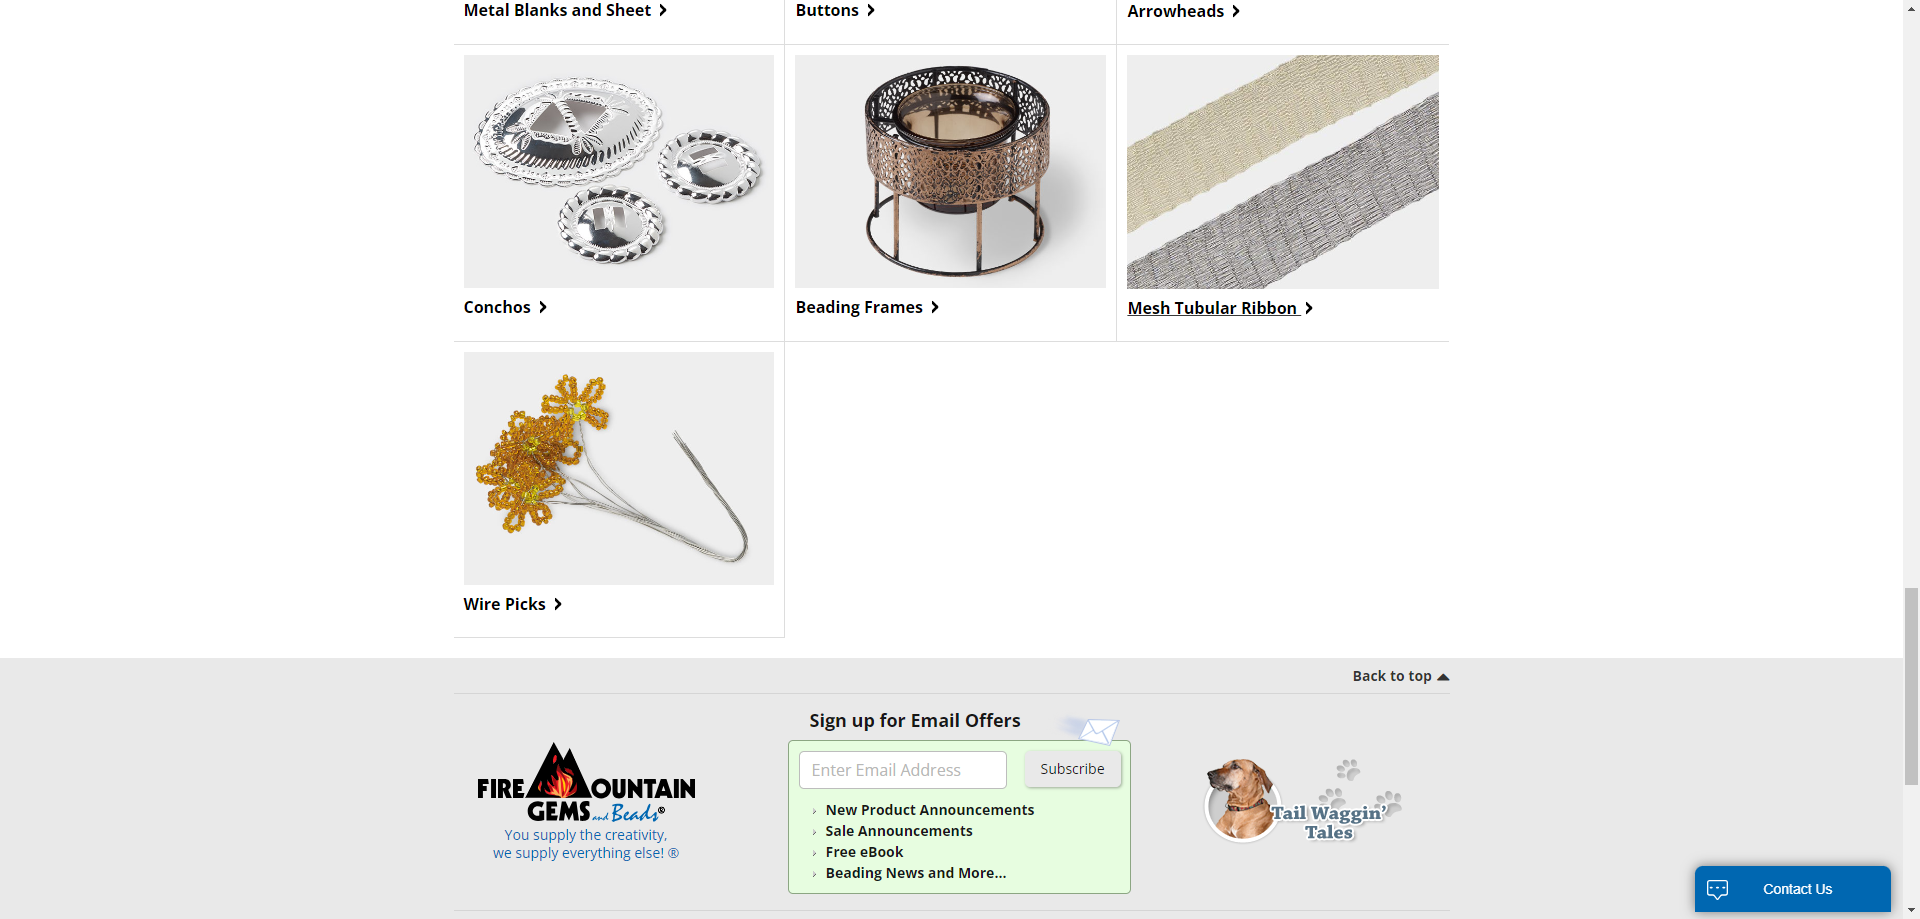 Metal Blanks and Sheet
Buttons
Arrowheads
Conchos
Beading Frames
Mesh Tubular Ribbon
Wire Picks
Back to top
Sign up for Email Offers
Enter Email Address
Subscribe
New Product Announcements
Sale Announcements
Free eBook
Beading News and More...
FIRE MOUNTAIN
GEMS and Beads®
You supply the creativity,
we supply everything else! ®
Tail Waggin'
Tales
Contact Us